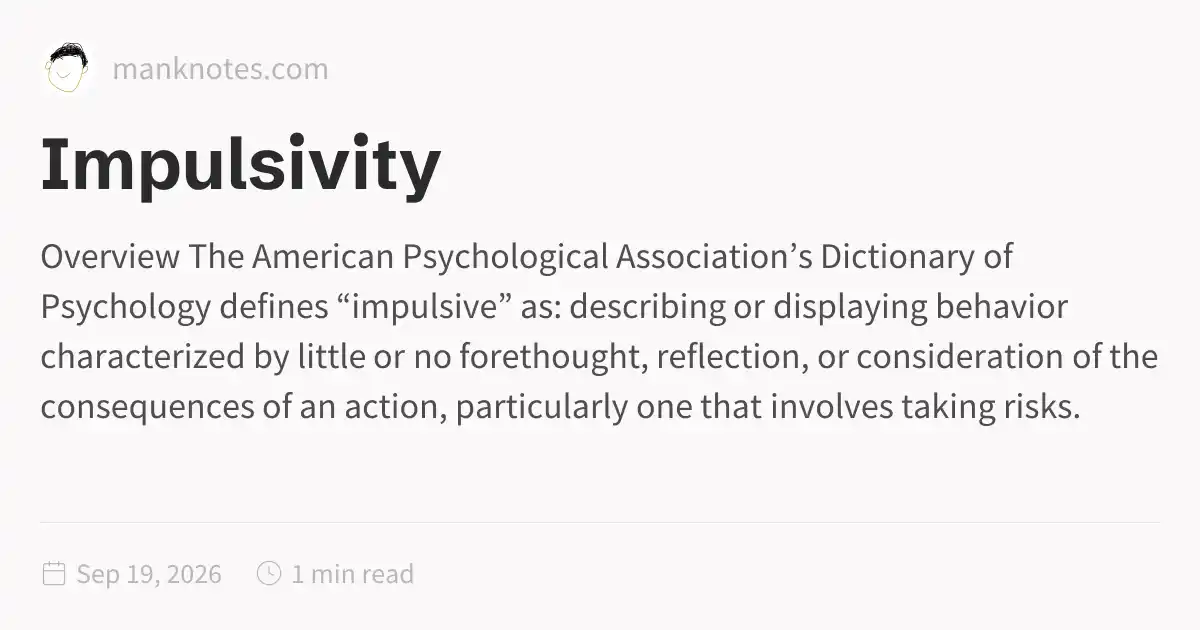 manknotes.com
Impulsivity
Overview The American Psychological Association’s Dictionary of
Psychology defines “impulsive” as: describing or displaying behavior
characterized by little or no forethought, reflection, or consideration of the
consequences of an action, particularly one that involves taking risks.
Sep 19, 2026 1 min read